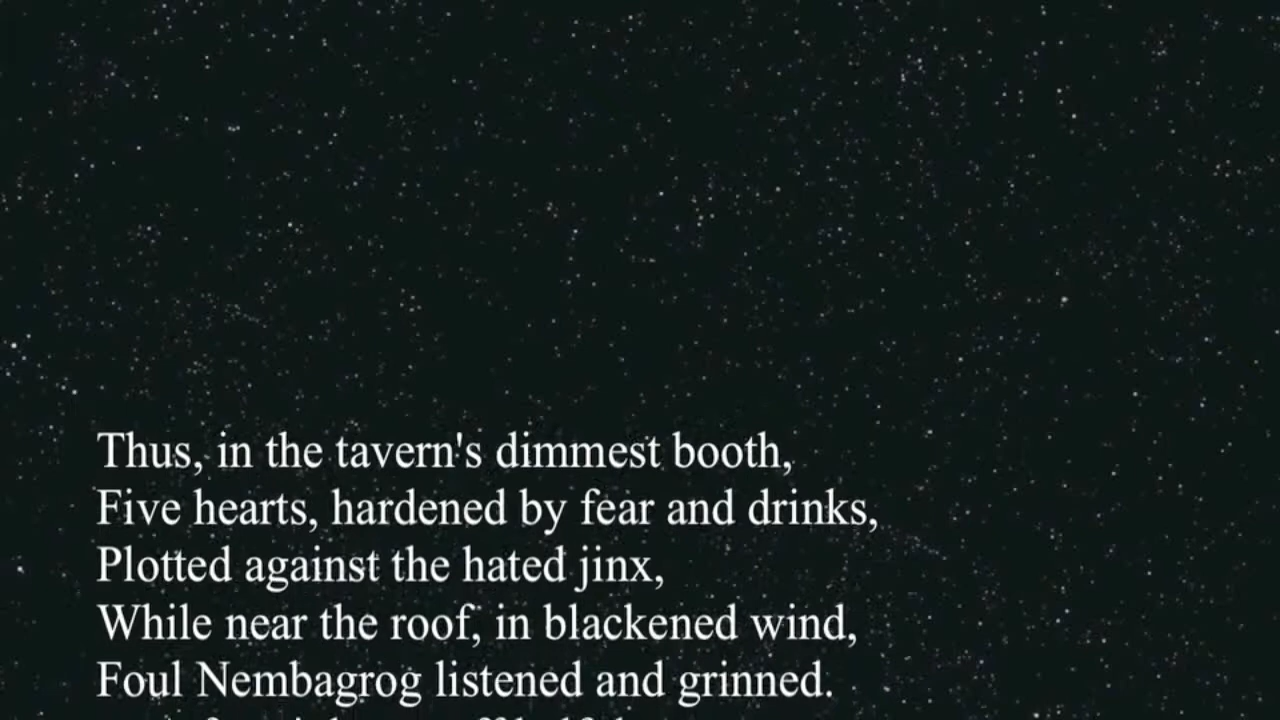 Thus, in the tavern's dimmest booth,
Five hearts, hardened by fear and drinks,
Plotted against the hated jinx,
While near the roof, in blackened wind,
Foul Nembagrog listened and grinned.